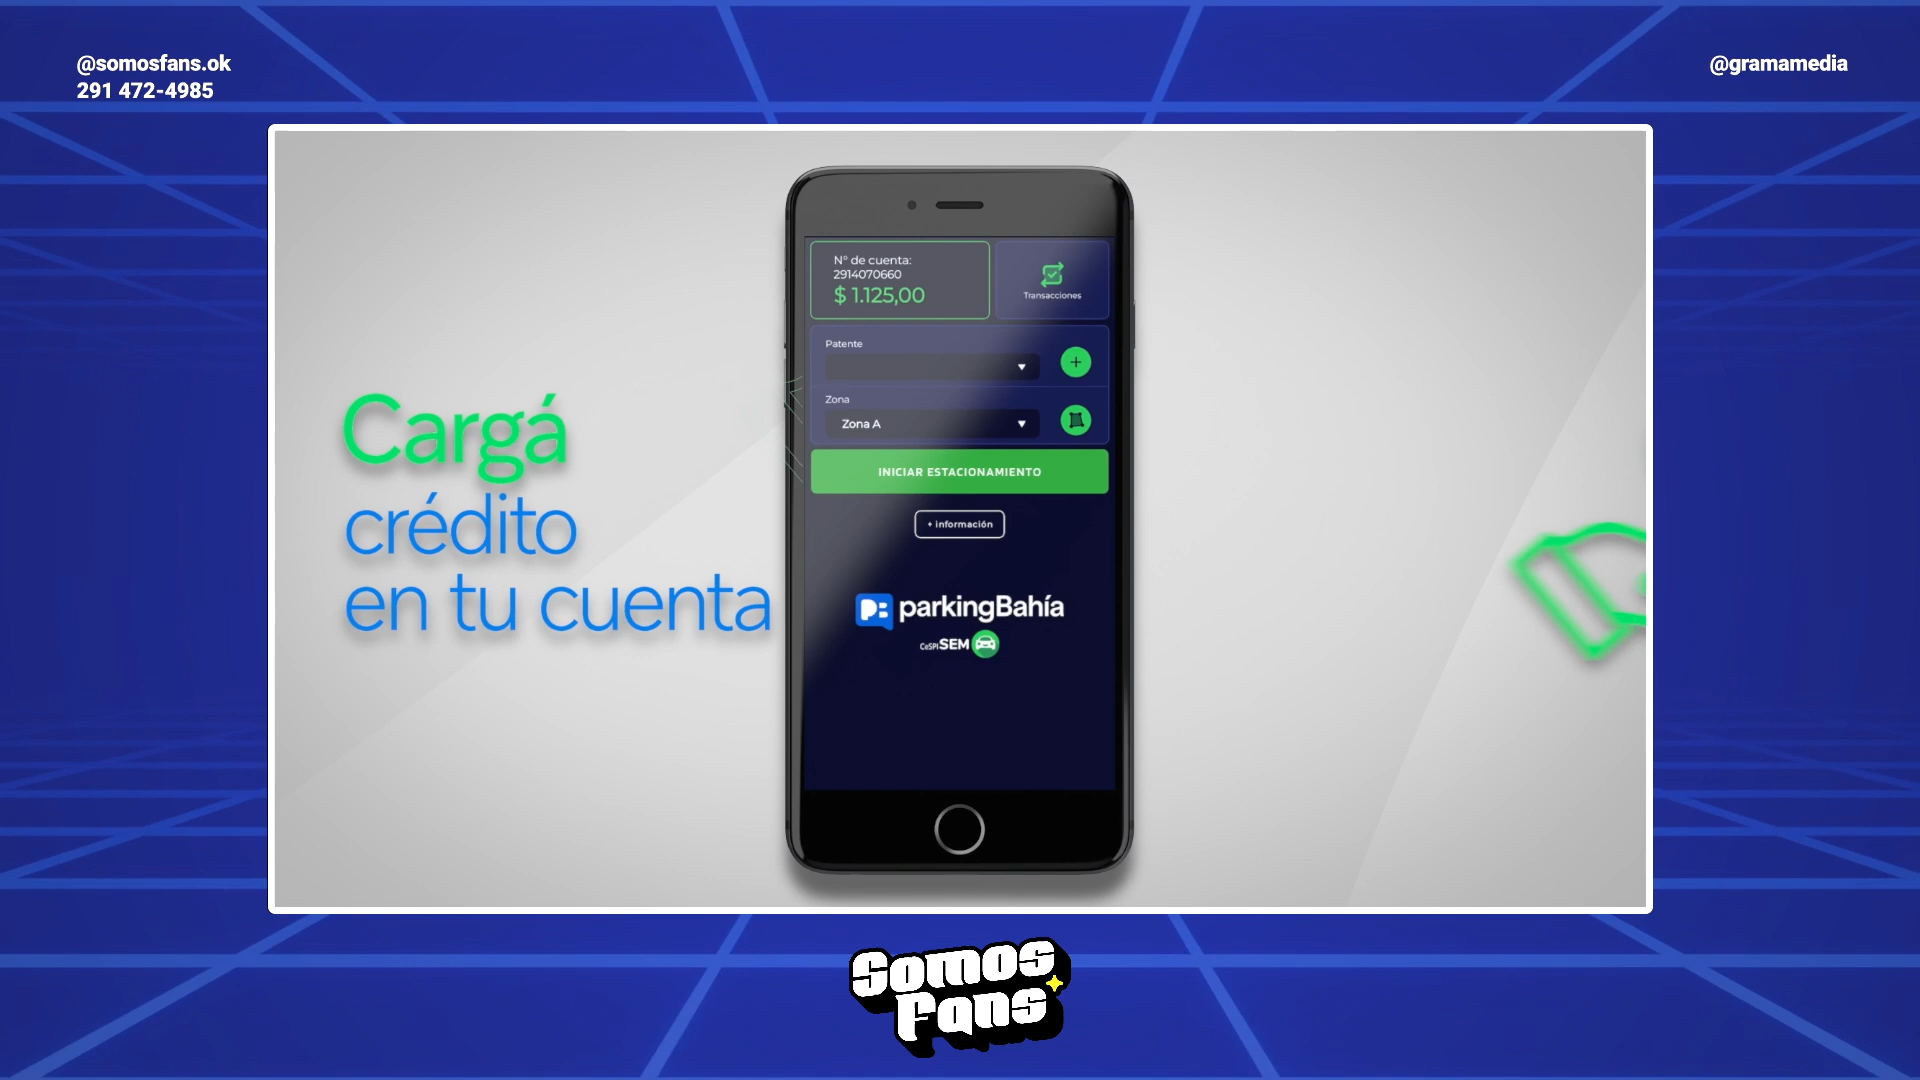 @somosfans.ok
291 472-4985
@gramamedia
Cargá
crédito
en tu cuenta
N° de cuenta:
2914070660
$ 1.125,00
Transacciones
Patente
Zona
Zona A
INICIAR ESTACIONAMIENTO
+ información
PB parkingBahía
CeSPI SEM
Somos
Fans